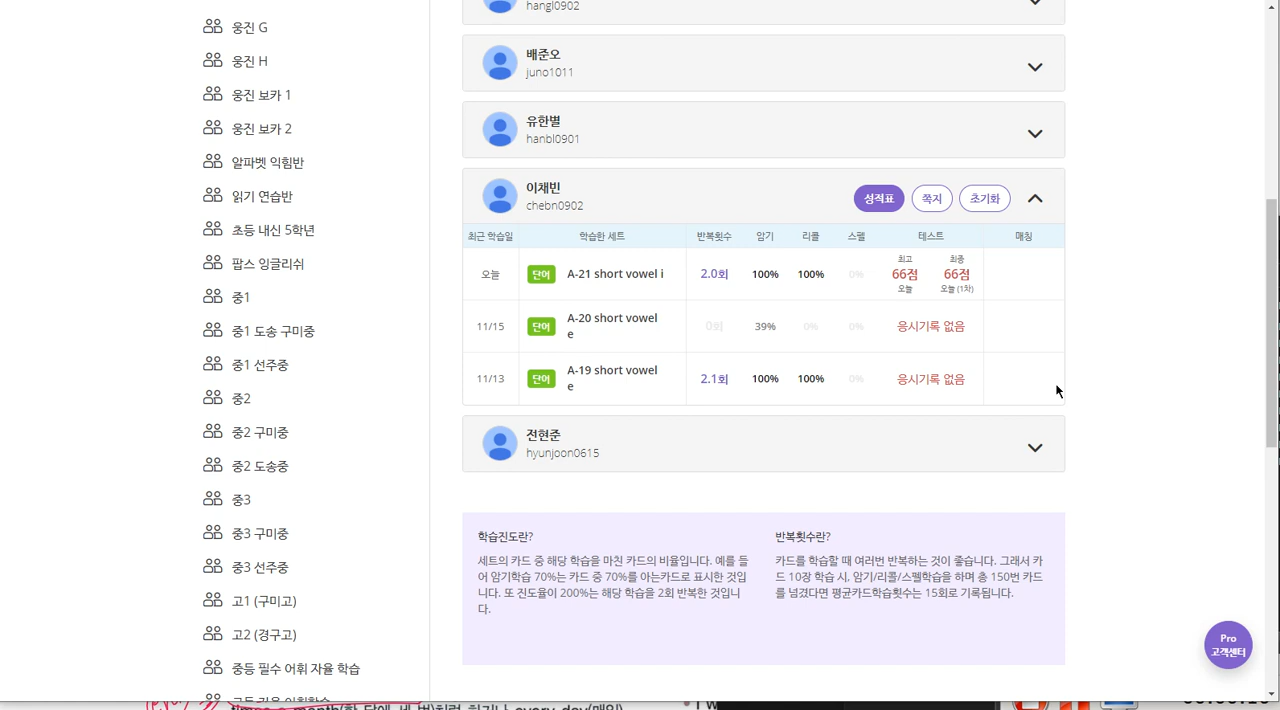 웅진 G
웅진 H
웅진 보카 1
웅진 보카 2
알파벳 익힘반
읽기 연습반
초등 내신 5학년
팝스 잉글리쉬
중1
중1 도송 구미중
중1 선주중
중2
중2 구미중
중2 도송중
중3
중3 구미중
중3 선주중
고1 (구미고)
고2 (경구고)
중등 필수 어휘 자율 학습
hangl0902
배준오
juno1011
유한별
hanbl0901
이채빈
chebn0902
성적표 쪽지 초기화
최근 학습일 학습한 세트 반복횟수 암기 리콜 스펠 테스트 매칭
오늘 단어 A-21 short vowel i 2.0회 100% 100% 0%
최고 최종
66점 66점
오늘 오늘 (1차)
11/15 단어 A-20 short vowel
e
0회 39% 0% 0% 응시기록 없음
11/13 단어 A-19 short vowel
e
2.1회 100% 100% 0% 응시기록 없음
전현준
hyunjoon0615
학습진도란?
세트의 카드 중 해당 학습을 마친 카드의 비율입니다. 예를 들
어 암기학습 70%는 카드 중 70%를 아는카드로 표시한 것입
니다. 또 진도율이 200%는 해당 학습을 2회 반복한 것입니
다.
반복횟수란?
카드를 학습할 때 여러번 반복하는 것이 좋습니다. 그래서 카
드 10장 학습 시, 암기/리콜/스펠학습을 하며 총 150번 카드
를 넘겼다면 평균카드학습횟수는 15회로 기록됩니다.
Pro
고객센터